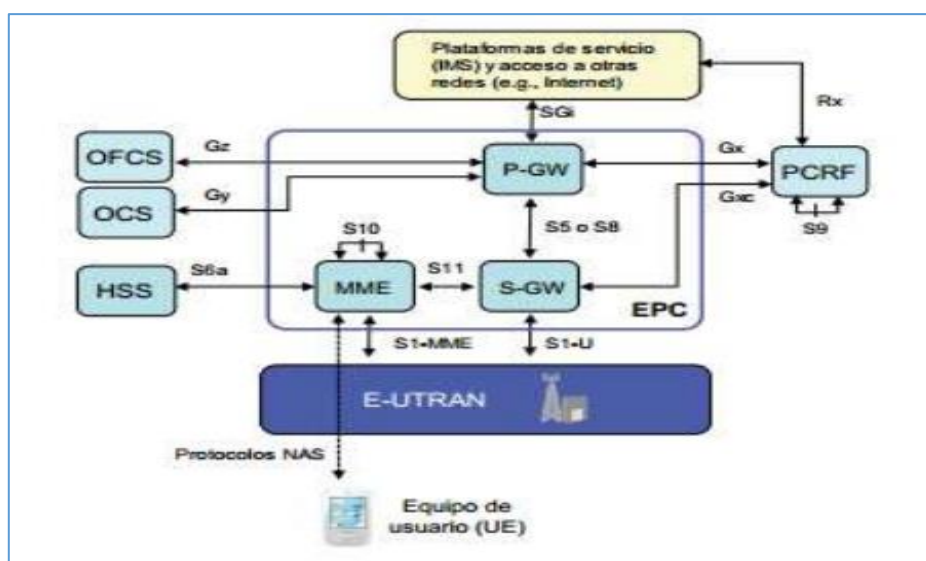 Plataformas de servicio
(IMS) y acceso a otras
redes (e.g., Internet)
Rx
SGi
OFCS
Gz
P-GW
Gx
PCRF
OCS
Gy
Gxc
S10
S5 o S8
S9
HSS
S6a
MME
S11
S-GW
EPC
S1-MME
S1-U
E-UTRAN
Protocolos NAS
Equipo de
usuario (UE)